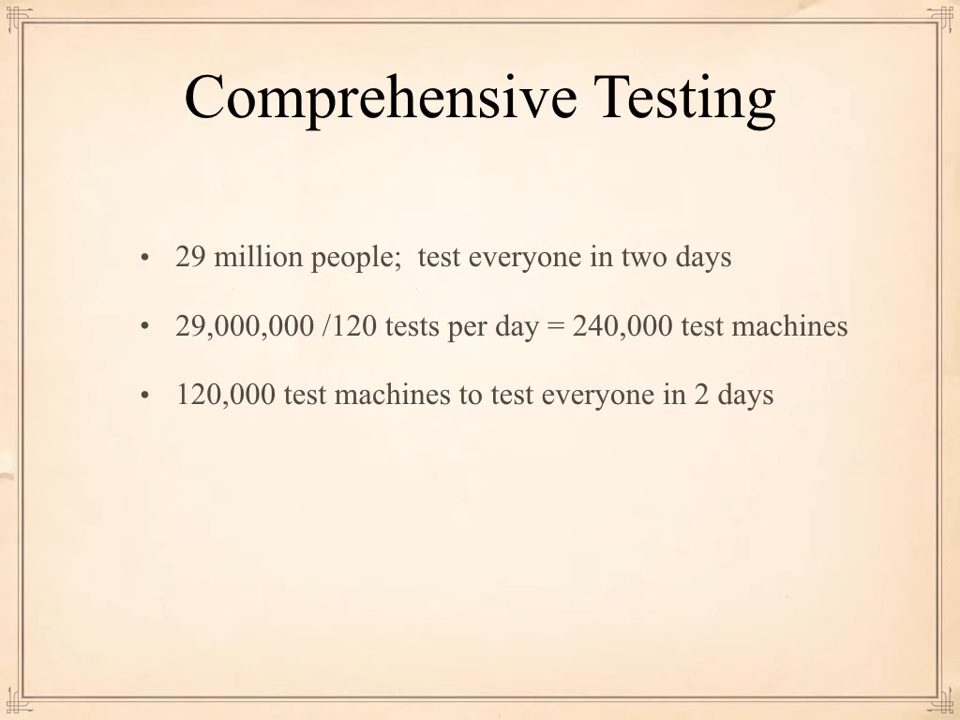 Comprehensive Testing
• 29 million people;  test everyone in two days
• 29,000,000 /120 tests per day = 240,000 test machines
• 120,000 test machines to test everyone in 2 days